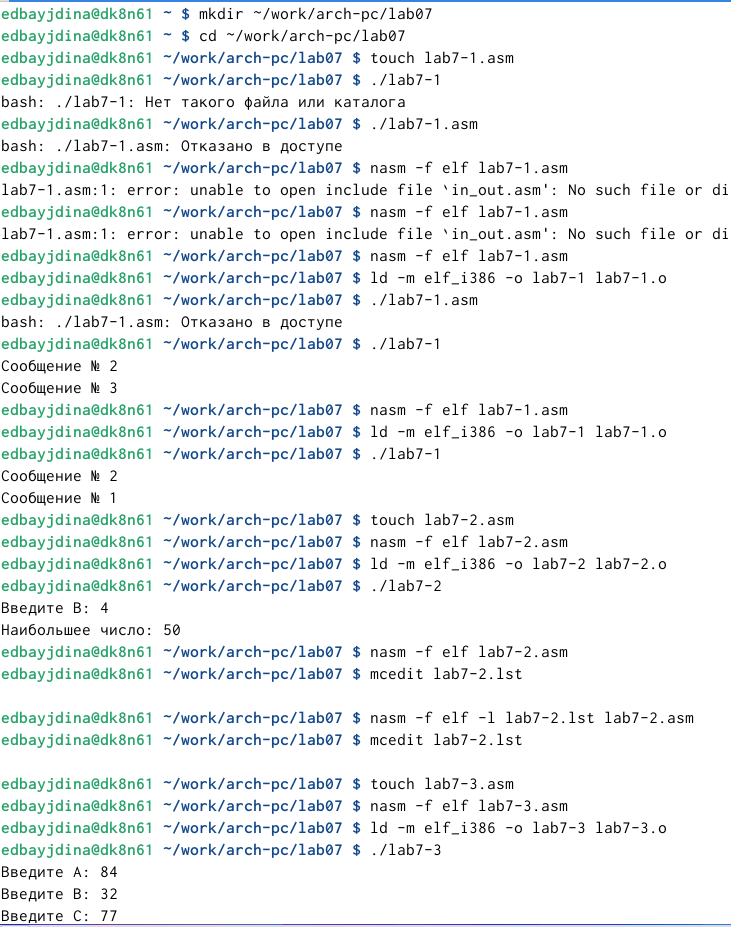 edbayjdina@dk8n61 ~ $ mkdir ~/work/arch-pc/lab07
edbayjdina@dk8n61 ~ $ cd ~/work/arch-pc/lab07
edbayjdina@dk8n61 ~/work/arch-pc/lab07 $ touch lab7-1.asm
edbayjdina@dk8n61 ~/work/arch-pc/lab07 $ ./lab7-1
bash: ./lab7-1: Нет такого файла или каталога
edbayjdina@dk8n61 ~/work/arch-pc/lab07 $ ./lab7-1.asm
bash: ./lab7-1.asm: Отказано в доступе
edbayjdina@dk8n61 ~/work/arch-pc/lab07 $ nasm -f elf lab7-1.asm
lab7-1.asm:1: error: unable to open include file `in_out.asm': No such file or di
edbayjdina@dk8n61 ~/work/arch-pc/lab07 $ nasm -f elf lab7-1.asm
lab7-1.asm:1: error: unable to open include file `in_out.asm': No such file or di
edbayjdina@dk8n61 ~/work/arch-pc/lab07 $ nasm -f elf lab7-1.asm
edbayjdina@dk8n61 ~/work/arch-pc/lab07 $ ld -m elf_i386 -o lab7-1 lab7-1.o
edbayjdina@dk8n61 ~/work/arch-pc/lab07 $ ./lab7-1.asm
bash: ./lab7-1.asm: Отказано в доступе
edbayjdina@dk8n61 ~/work/arch-pc/lab07 $ ./lab7-1
Сообщение № 2
Сообщение № 3
edbayjdina@dk8n61 ~/work/arch-pc/lab07 $ nasm -f elf lab7-1.asm
edbayjdina@dk8n61 ~/work/arch-pc/lab07 $ ld -m elf_i386 -o lab7-1 lab7-1.o
edbayjdina@dk8n61 ~/work/arch-pc/lab07 $ ./lab7-1
Сообщение № 2
Сообщение № 1
edbayjdina@dk8n61 ~/work/arch-pc/lab07 $ touch lab7-2.asm
edbayjdina@dk8n61 ~/work/arch-pc/lab07 $ nasm -f elf lab7-2.asm
edbayjdina@dk8n61 ~/work/arch-pc/lab07 $ ld -m elf_i386 -o lab7-2 lab7-2.o
edbayjdina@dk8n61 ~/work/arch-pc/lab07 $ ./lab7-2
Введите B: 4
Наибольшее число: 50
edbayjdina@dk8n61 ~/work/arch-pc/lab07 $ nasm -f elf lab7-2.asm
edbayjdina@dk8n61 ~/work/arch-pc/lab07 $ mcedit lab7-2.lst
edbayjdina@dk8n61 ~/work/arch-pc/lab07 $ nasm -f elf -l lab7-2.lst lab7-2.asm
edbayjdina@dk8n61 ~/work/arch-pc/lab07 $ mcedit lab7-2.lst
edbayjdina@dk8n61 ~/work/arch-pc/lab07 $ touch lab7-3.asm
edbayjdina@dk8n61 ~/work/arch-pc/lab07 $ nasm -f elf lab7-3.asm
edbayjdina@dk8n61 ~/work/arch-pc/lab07 $ ld -m elf_i386 -o lab7-3 lab7-3.o
edbayjdina@dk8n61 ~/work/arch-pc/lab07 $ ./lab7-3
Введите A: 84
Введите B: 32
Введите C: 77